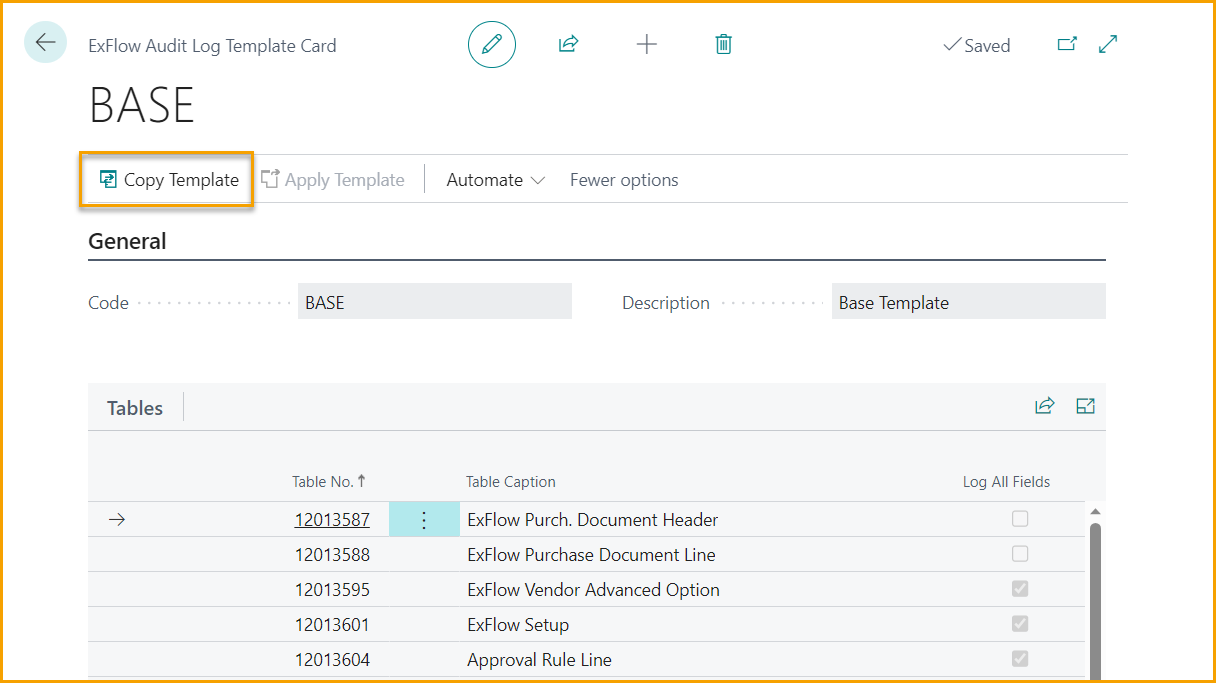 ExFlow Audit Log Template Card
Saved
BASE
Copy Template Apply Template Automate Fewer options
General
Code BASE Description Base Template
Tables
Table No. ↑ Table Caption Log All Fields
12013587 ExFlow Purch. Document Header
12013588 ExFlow Purchase Document Line
12013595 ExFlow Vendor Advanced Option
12013601 ExFlow Setup
12013604 Approval Rule Line